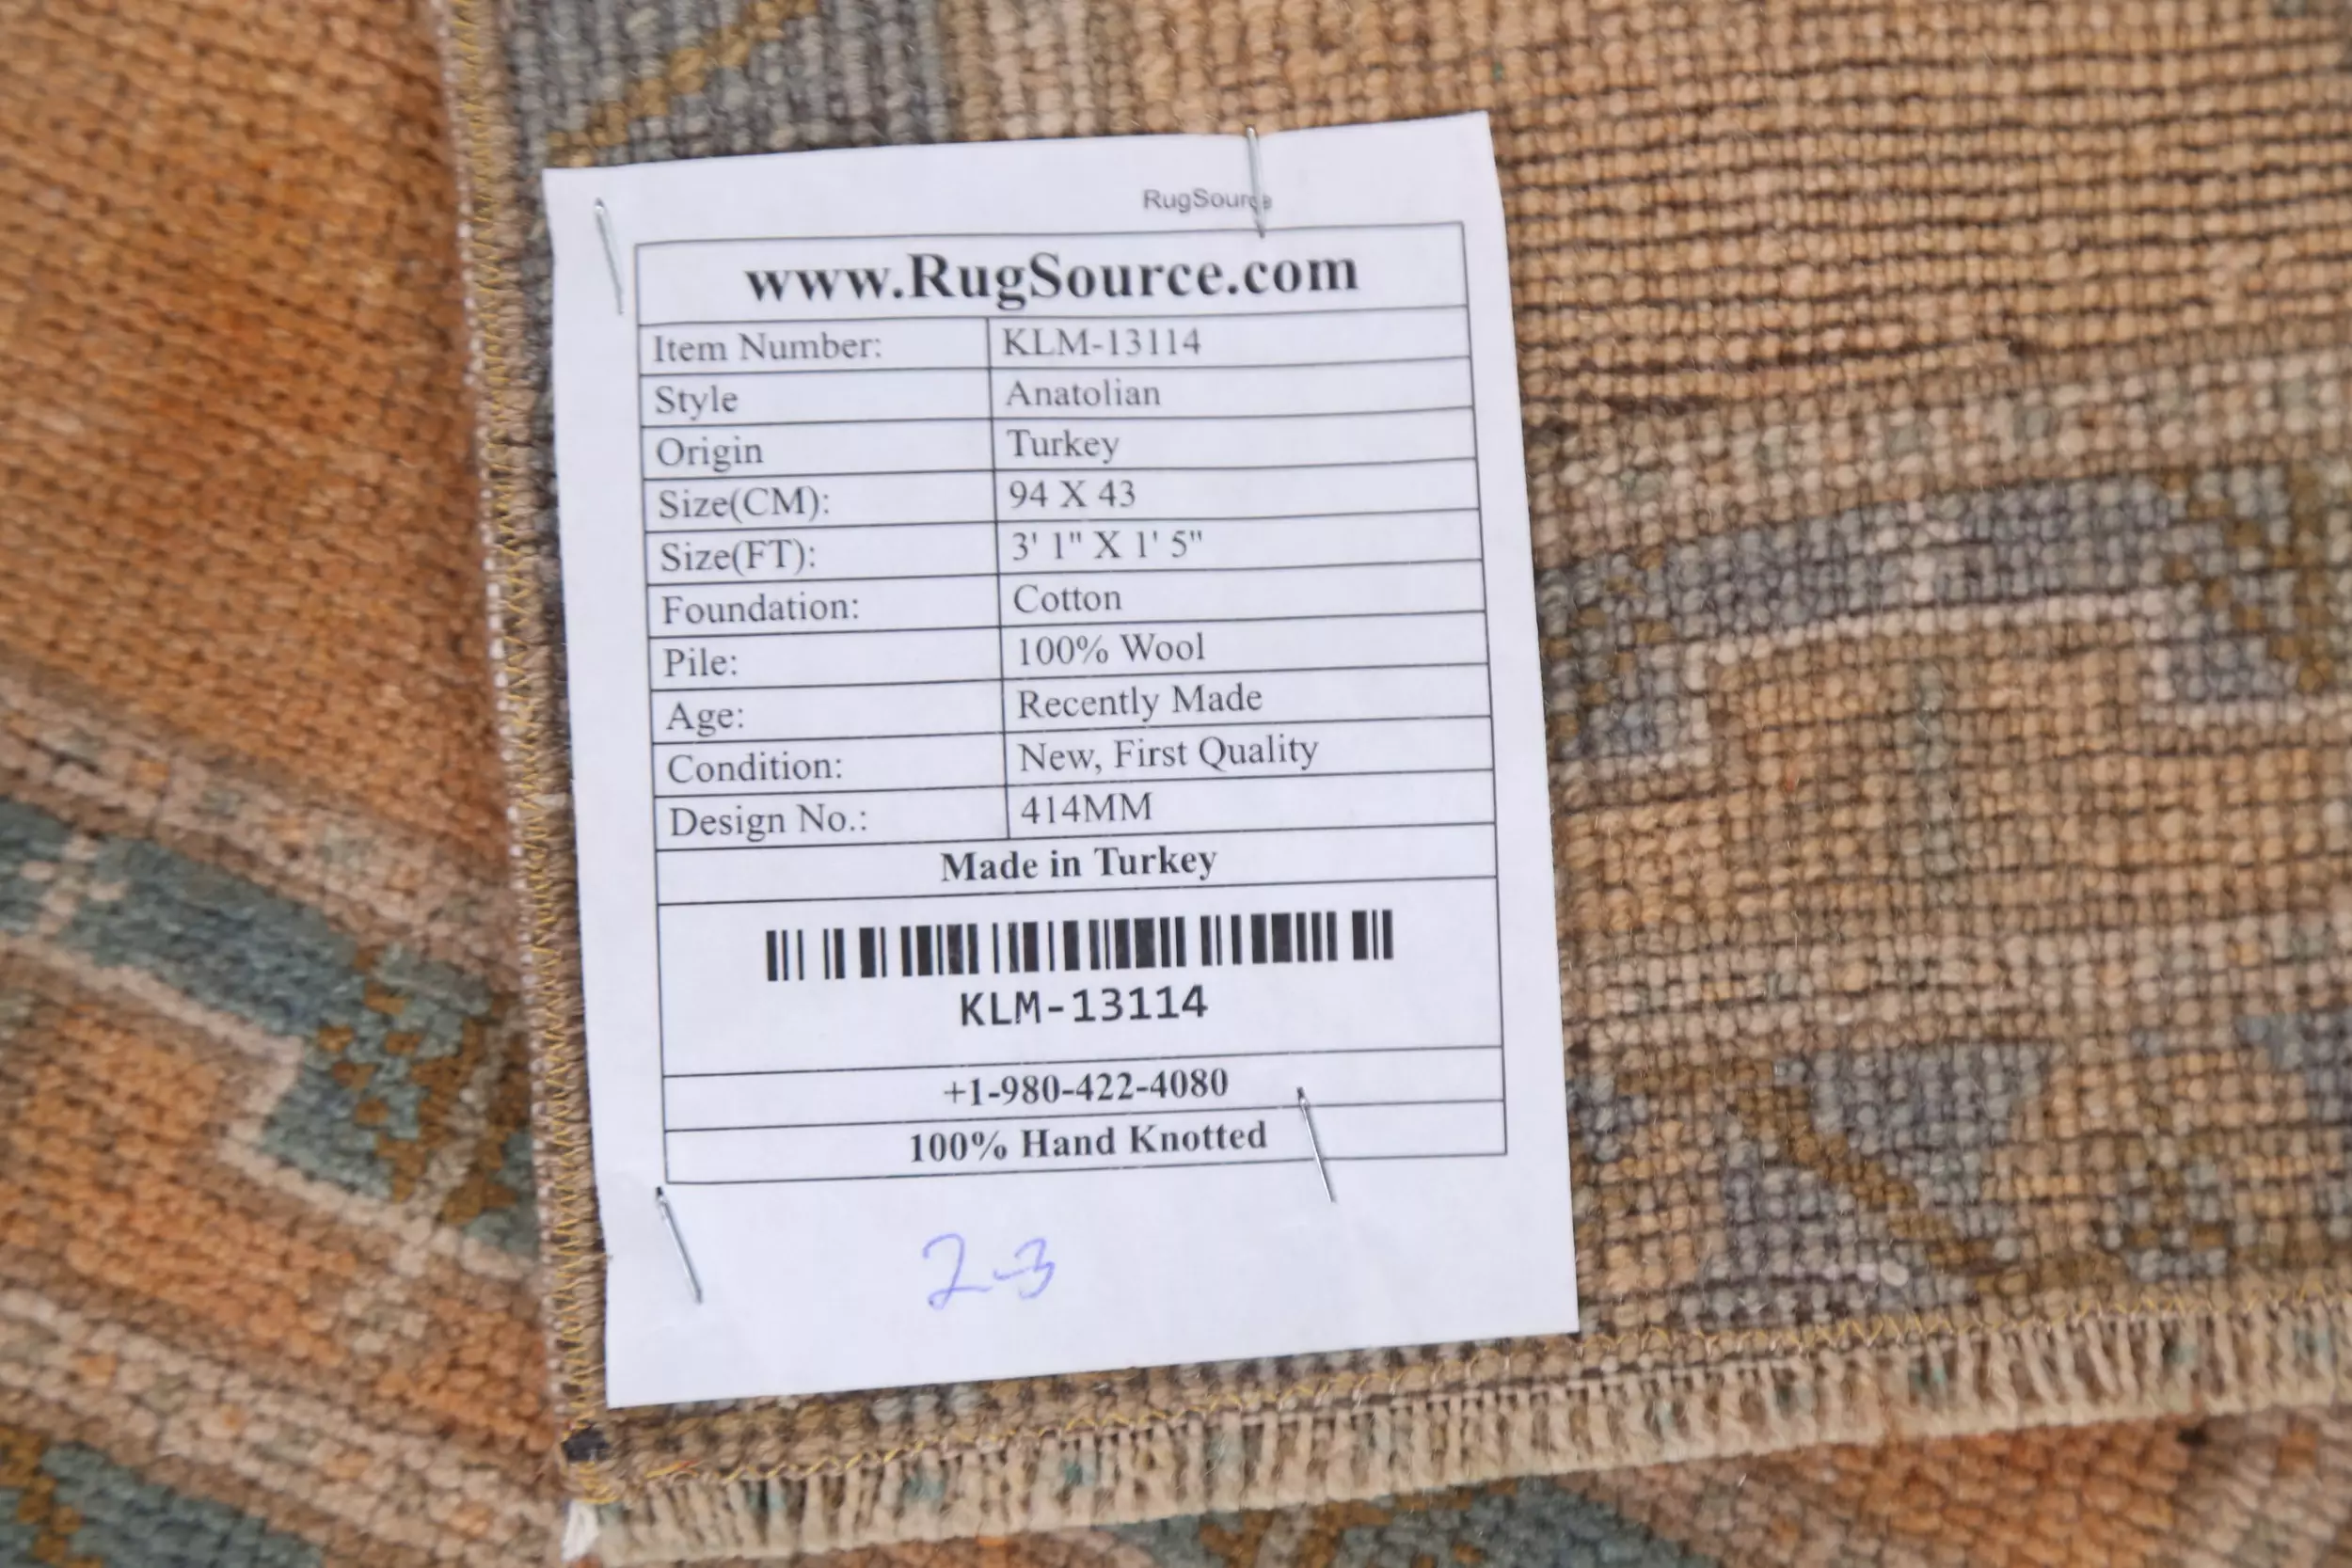 RugSource
www.RugSource.com
Item Number: KLM-13114
Style Anatolian
Origin Turkey
Size(CM): 94 X 43
Size(FT): 3' 1" X 1' 5"
Foundation: Cotton
Pile: 100% Wool
Age: Recently Made
Condition: New, First Quality
Design No.: 414MM
Made in Turkey
KLM-13114
+1-980-422-4080
100% Hand Knotted
2-3